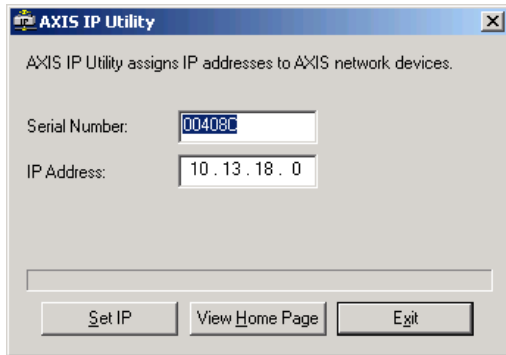 AXIS IP Utility
AXIS IP Utility assigns IP addresses to AXIS network devices.
Serial Number: 00408C
IP Address: 10 . 13 . 18 . 0
Set IP View Home Page Exit